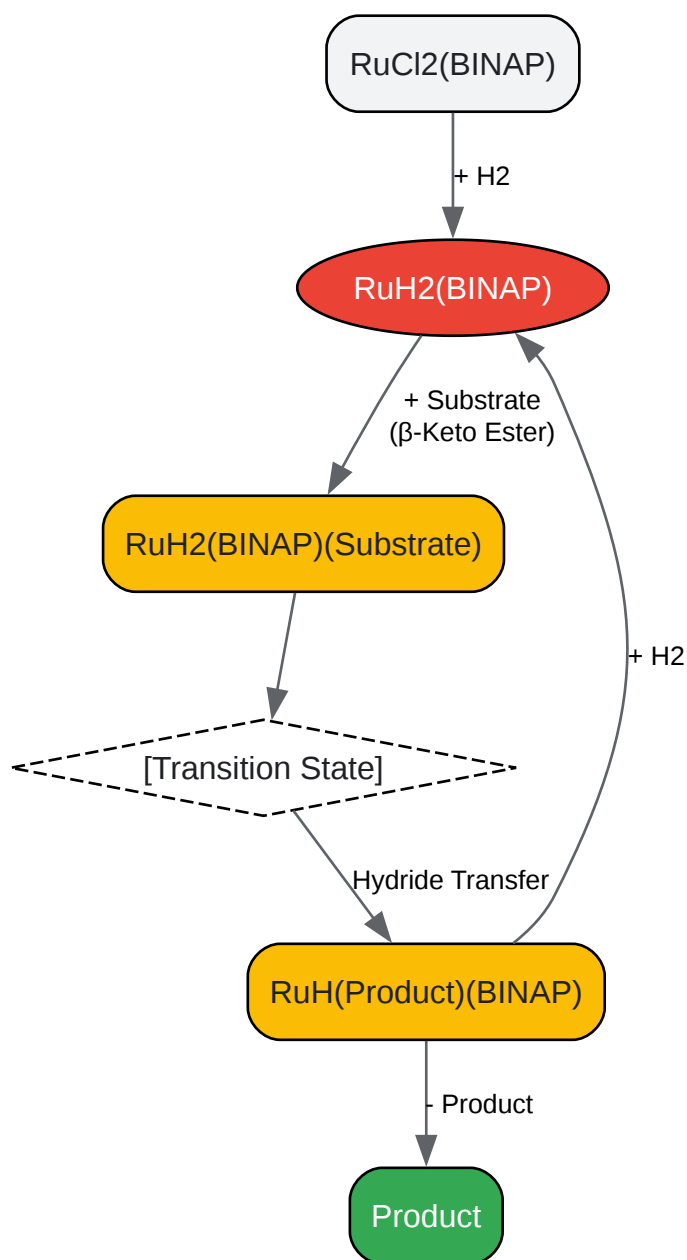 RuCl2(BINAP)
+ H2
RuH2(BINAP)
+ Substrate
(β-Keto Ester)
RuH2(BINAP)(Substrate)
+ H2
[Transition State]
Hydride Transfer
RuH(Product)(BINAP)
- Product
Product